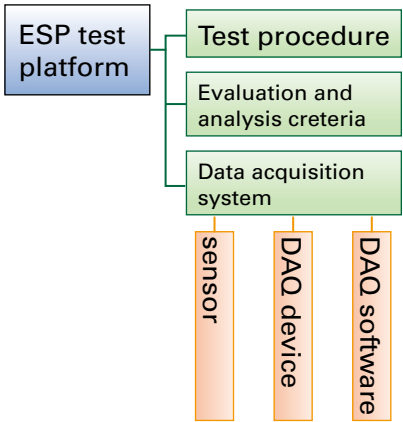 ESP test
platform
Test procedure
Evaluation and
analysis creteria
Data acquisition
system
sensor
DAQ device
DAQ software